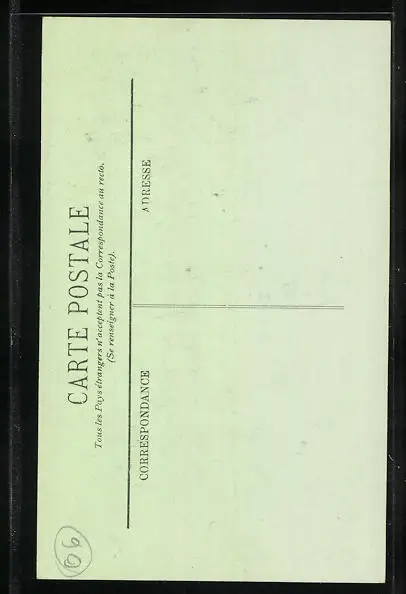 CARTE POSTALE
Tous les Pays étrangers n'acceptent pas la Correspondance au recto.
(Se renseigner à la Poste).
CORRESPONDANCE
ADRESSE
06